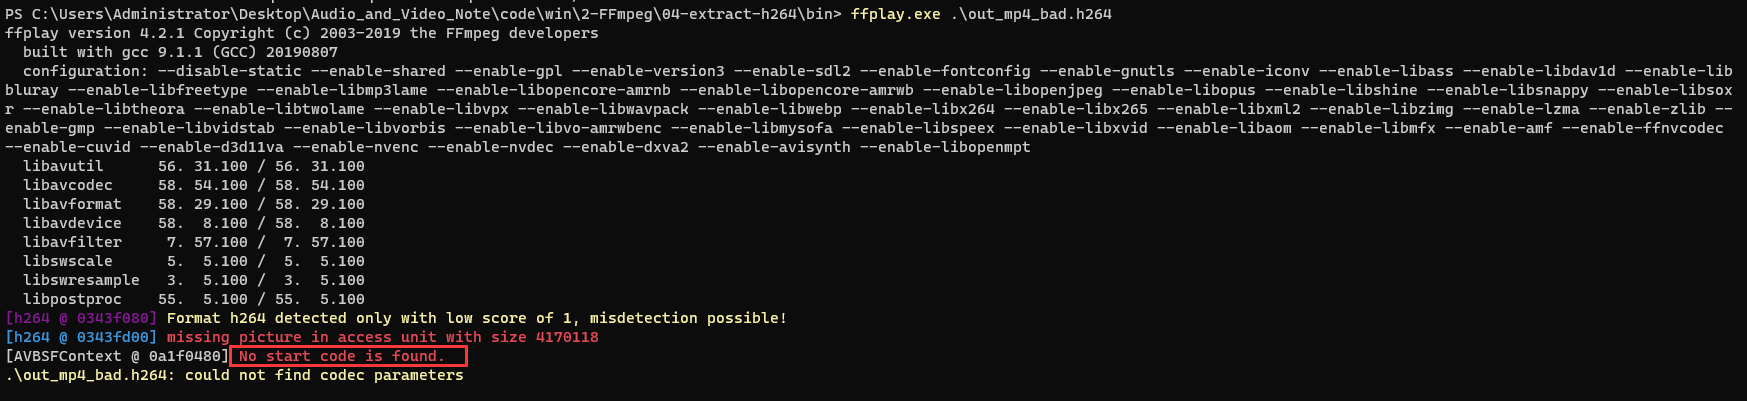 PS C:\Users\Administrator\Desktop\Audio_and_Video_Note\code\win\2-FFmpeg\04-extract-h264\bin> ffplay.exe .\out_mp4_bad.h264
ffplay version 4.2.1 Copyright (c) 2003-2019 the FFmpeg developers
  built with gcc 9.1.1 (GCC) 20190807
  configuration: --disable-static --enable-shared --enable-gpl --enable-version3 --enable-sdl2 --enable-fontconfig --enable-gnutls --enable-iconv --enable-libass --enable-libdav1d --enable-lib
bluray --enable-libfreetype --enable-libmp3lame --enable-libopencore-amrnb --enable-libopencore-amrwb --enable-libopenjpeg --enable-libopus --enable-libshine --enable-libsnappy --enable-libsox
r --enable-libtheora --enable-libtwolame --enable-libvpx --enable-libwavpack --enable-libwebp --enable-libx264 --enable-libx265 --enable-libxml2 --enable-libzimg --enable-lzma --enable-zlib --
enable-gmp --enable-libvidstab --enable-libvorbis --enable-libvo-amrwbenc --enable-libmysofa --enable-libspeex --enable-libxvid --enable-libaom --enable-libmfx --enable-amf --enable-ffnvcodec
--enable-cuvid --enable-d3d11va --enable-nvenc --enable-nvdec --enable-dxva2 --enable-avisynth --enable-libopenmpt
  libavutil      56. 31.100 / 56. 31.100
  libavcodec     58. 54.100 / 58. 54.100
  libavformat    58. 29.100 / 58. 29.100
  libavdevice    58.  8.100 / 58.  8.100
  libavfilter     7. 57.100 /  7. 57.100
  libswscale      5.  5.100 /  5.  5.100
  libswresample   3.  5.100 /  3.  5.100
  libpostproc    55.  5.100 / 55.  5.100
[h264 @ 0343f080] Format h264 detected only with low score of 1, misdetection possible!
[h264 @ 0343fd00] missing picture in access unit with size 4170118
[AVBSFContext @ 0a1f0480] No start code is found.
.\out_mp4_bad.h264: could not find codec parameters